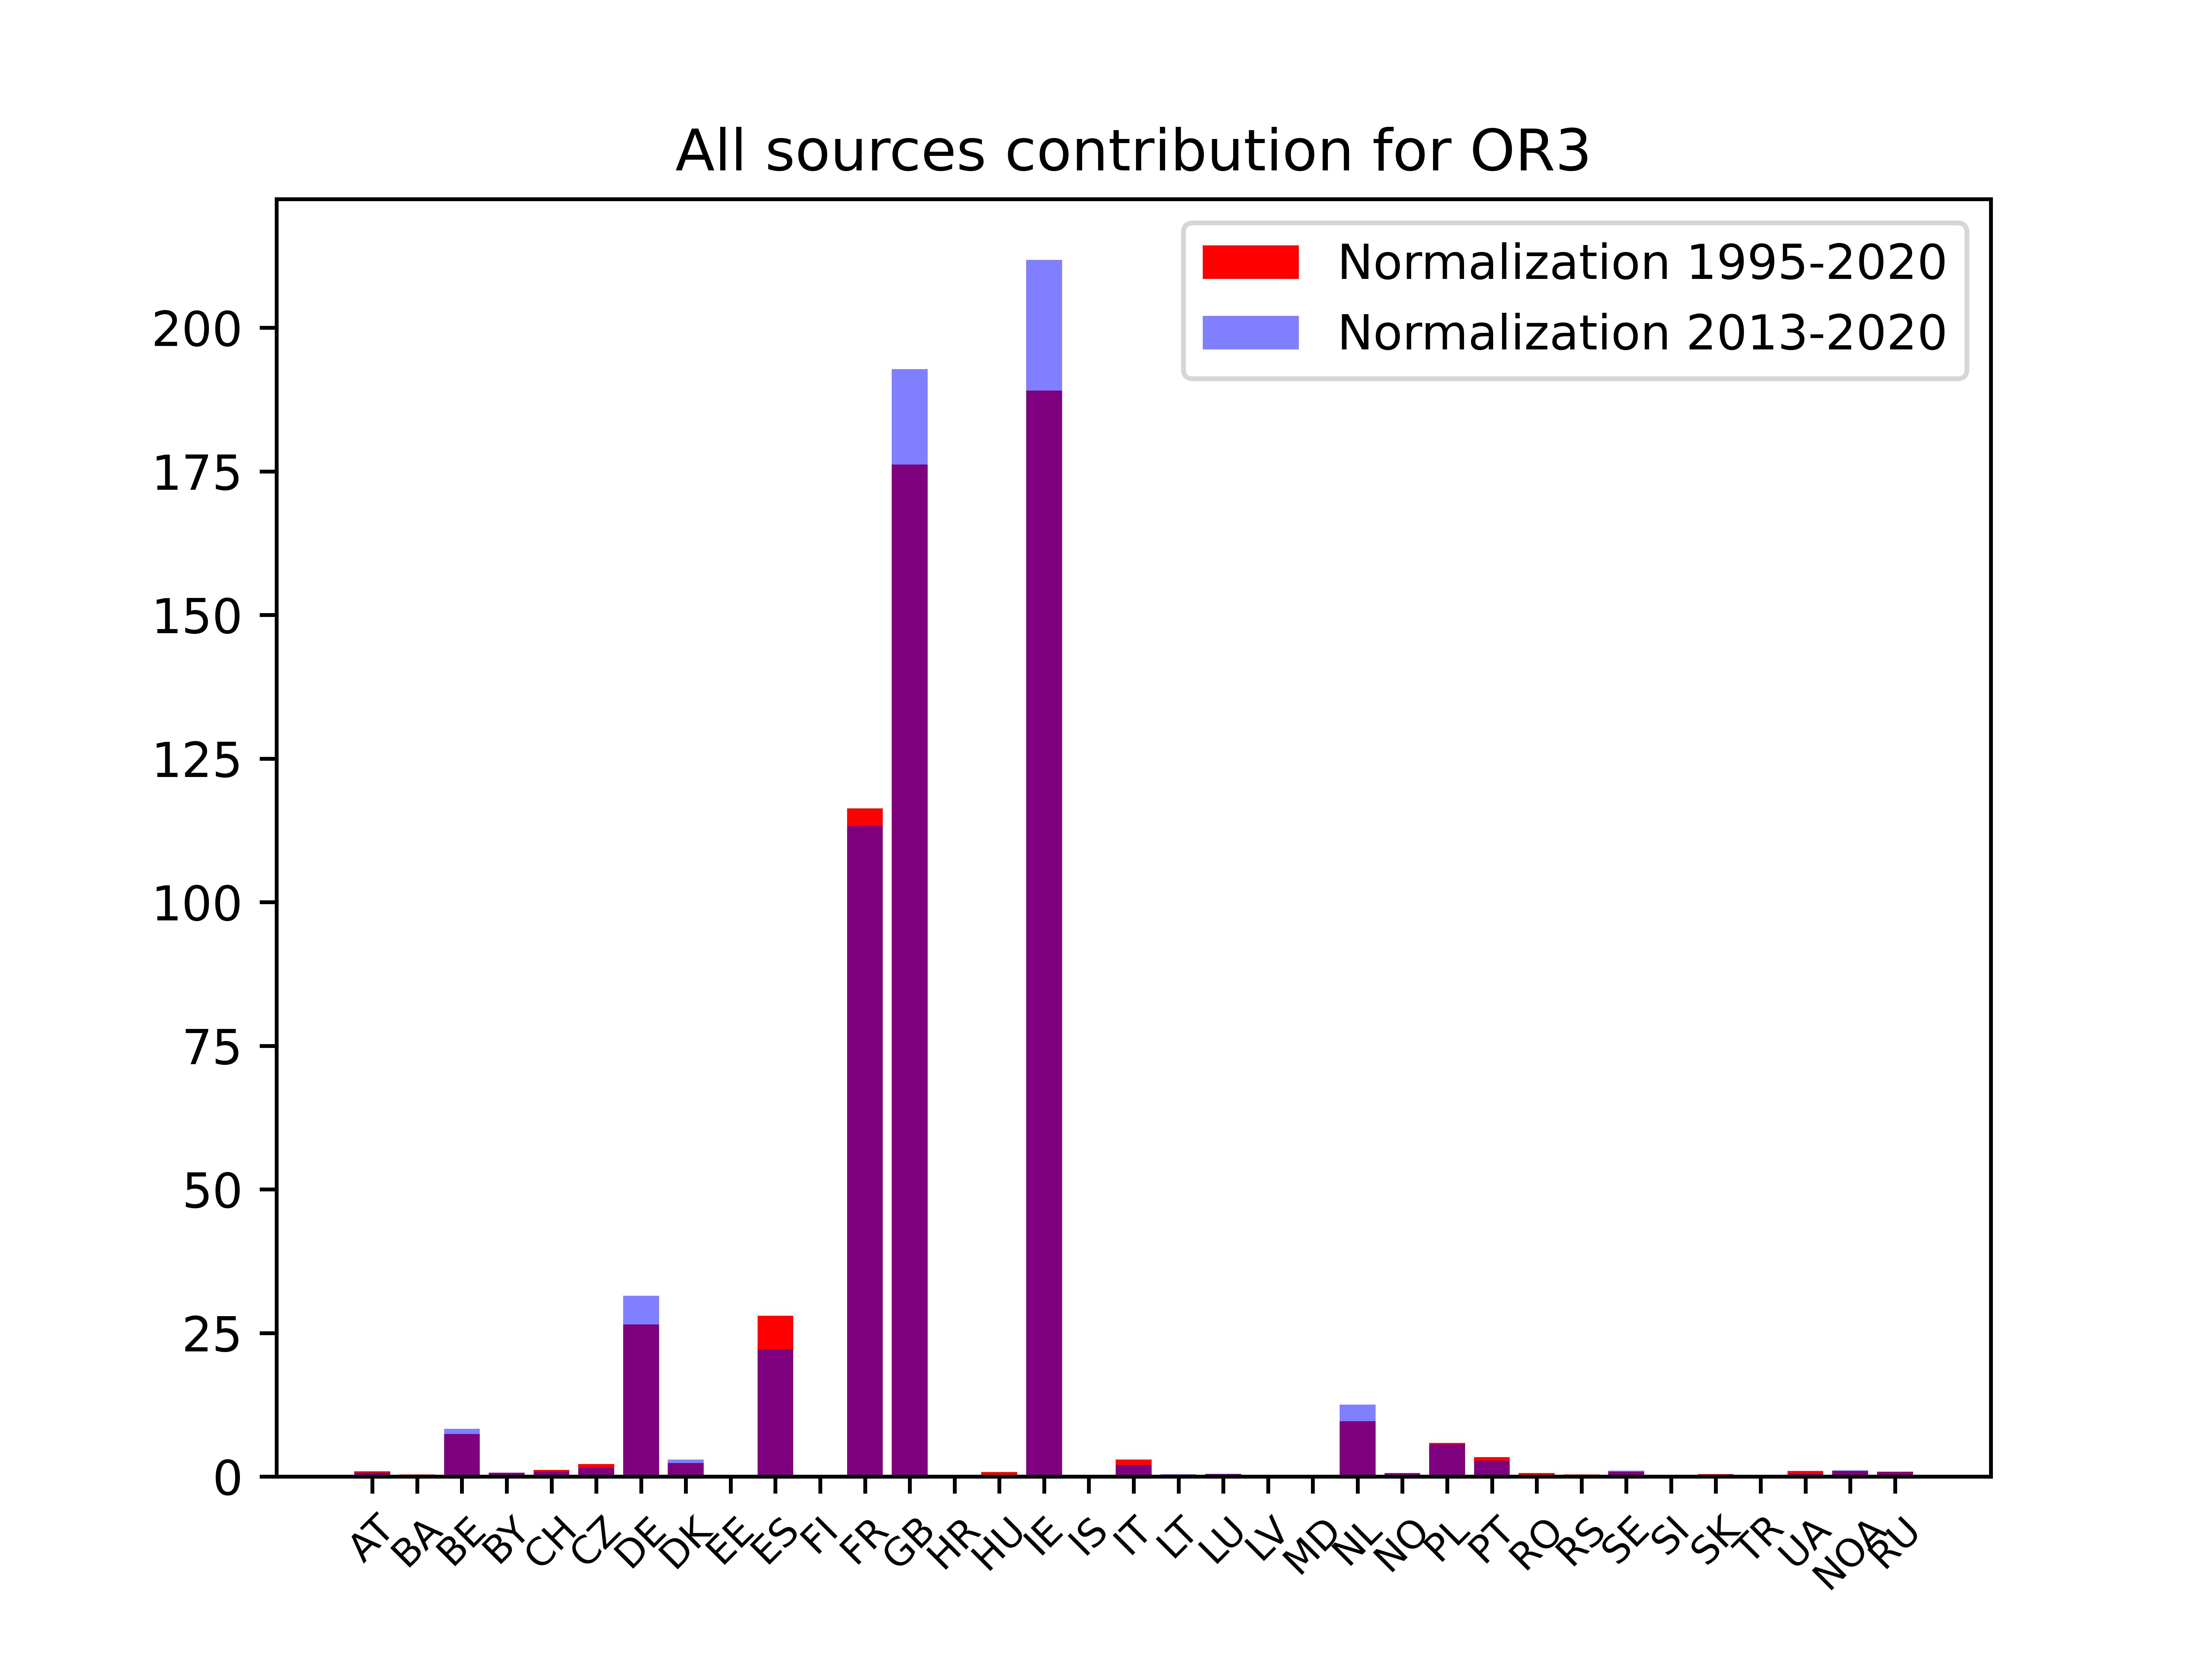 All sources contribution for OR3
Normalization 1995-2020
Normalization 2013-2020
200
175
150
125
100
75
50
25
0
AT
BA
BE
BY
CH
CZ
DE
DK
EE
ES
FI
FR
GB
HR
HU
IE
IS
IT
LT
LU
LV
MD
NL
NO
PL
PT
RO
RS
SE
SI
SK
TR
UA
NOA
RU